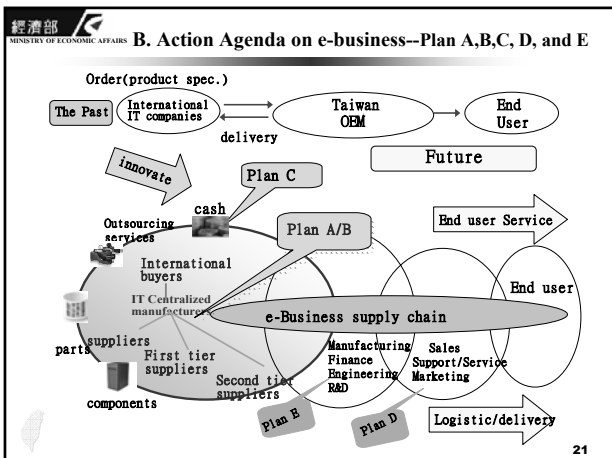 經濟部
MINISTRY OF ECONOMIC AFFAIRS
B. Action Agenda on e-business--Plan A,B,C, D, and E
Order(product spec.)
The Past
International
IT companies
Taiwan
OEM
End
User
delivery
Future
innovate
Plan C
cash
Outsourcing
services
Plan A/B
End user Service
International
buyers
End user
IT Centralized
manufacturers
e-Business supply chain
suppliers
parts
First tier
suppliers
Second tier
suppliers
components
Manufacturing
Finance
Engineering
R&D
Sales
Support/Service
Marketing
Plan E
Plan D
Logistic/delivery
21